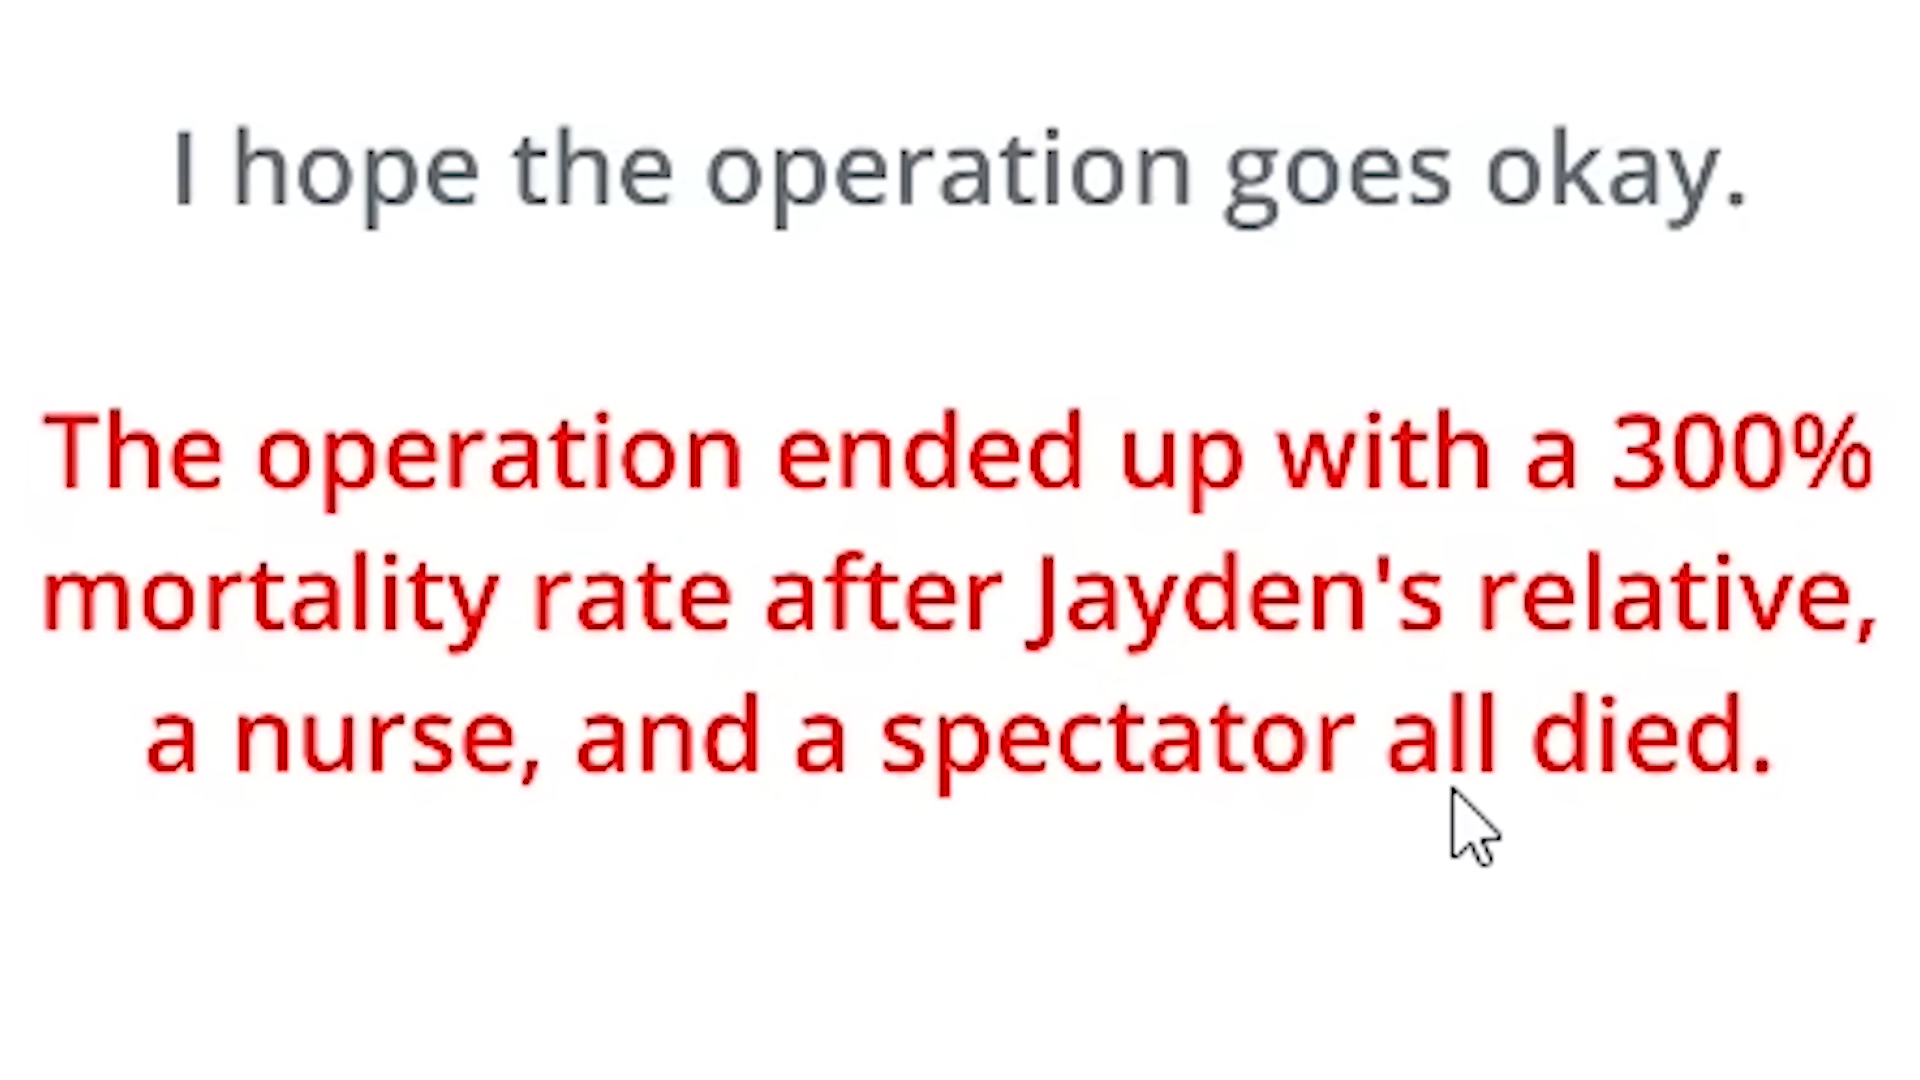 I hope the operation goes okay.
The operation ended up with a 300%
mortality rate after Jayden's relative,
a nurse, and a spectator all died.